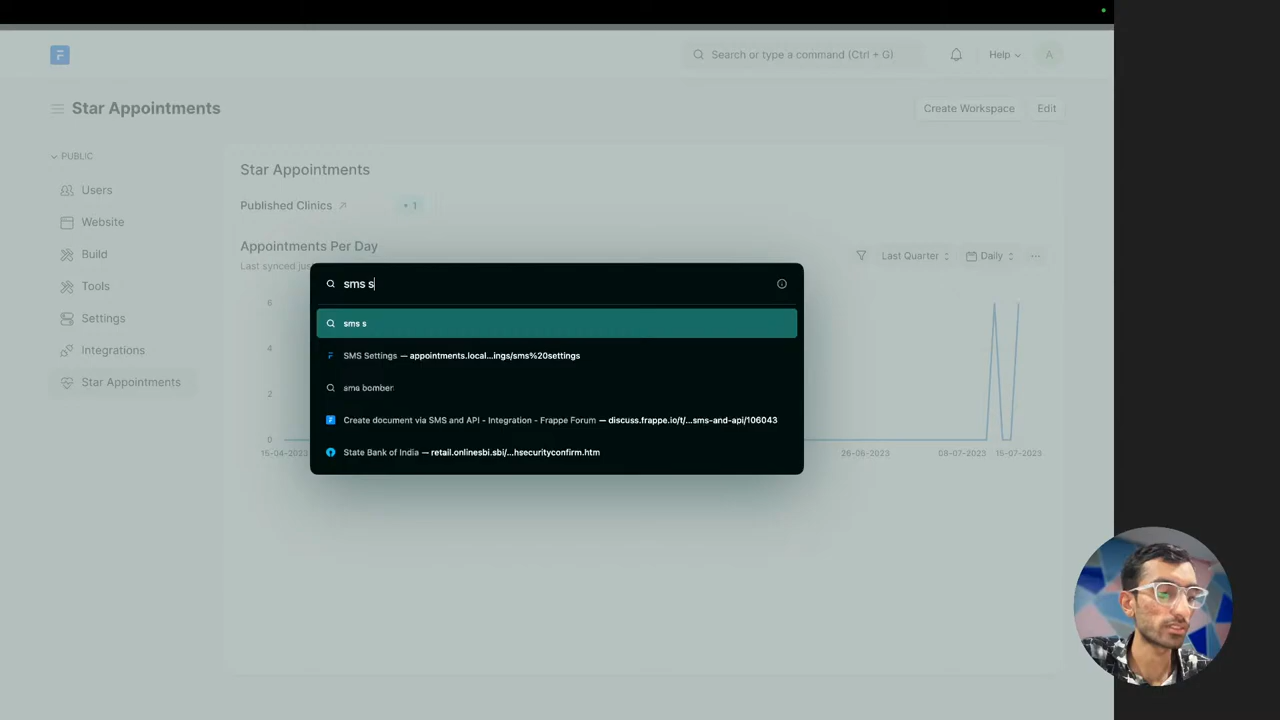 Search or type a command (Ctrl + G)
Help
A
Star Appointments
Create Workspace
Edit
PUBLIC
Users
Website
Build
Tools
Settings
Integrations
Star Appointments
Star Appointments
Published Clinics
+ 1
Appointments Per Day
Last synced jus
Last Quarter
Daily
6
4
2
0
15-04-2023
26-06-2023
08-07-2023
15-07-2023
sms s
sms s
SMS Settings — appointments.local...ings/sms%20settings
sms bomber
Create document via SMS and API - Integration - Frappe Forum — discuss.frappe.io/t/...sms-and-api/106043
State Bank of India — retail.onlinesbi.sbi/...hsecurityconfirm.htm